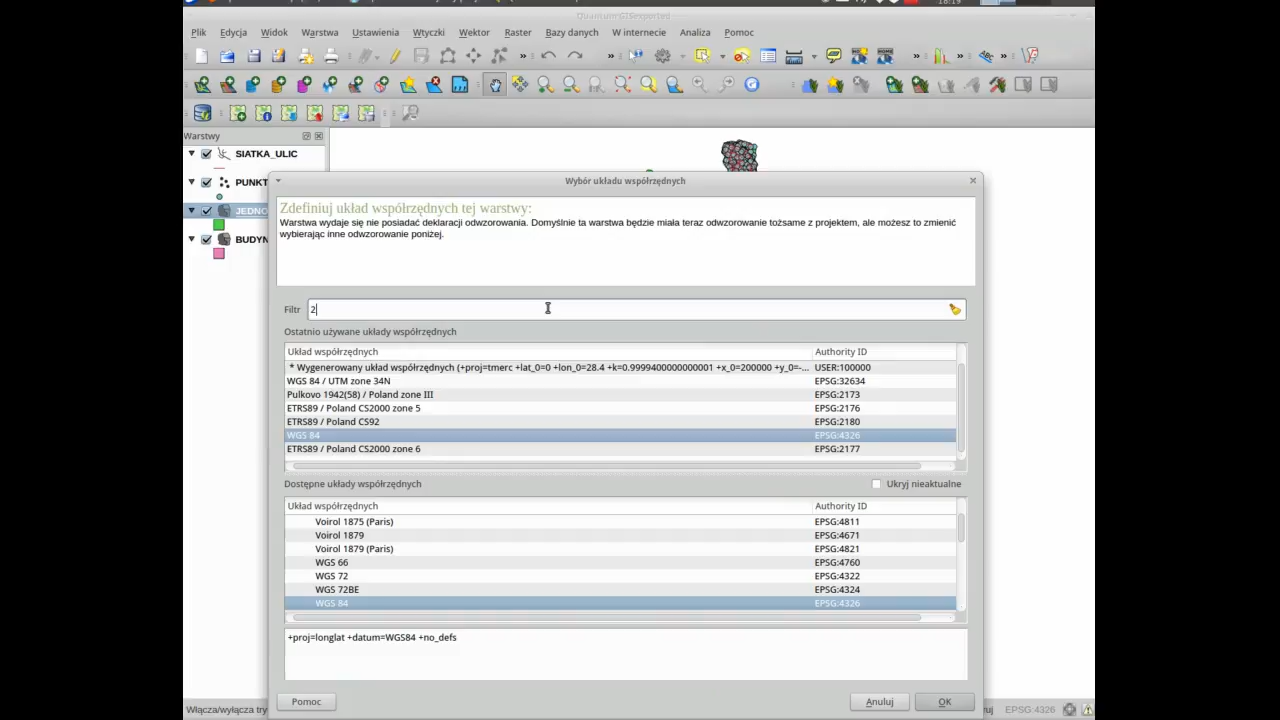 18:19
Quantum GISexported
Plik Edycja Widok Warstwa Ustawienia Wtyczki Wektor Raster Bazy danych W internecie Analiza Pomoc
Warstwy
SIATKA_ULIC
PUNKT
JEDNO
BUDYN
Wybór układu współrzędnych
Zdefiniuj układ współrzędnych tej warstwy:
Warstwa wydaje się nie posiadać deklaracji odwzorowania. Domyślnie ta warstwa będzie miała teraz odwzorowanie tożsame z projektem, ale możesz to zmienić
wybierając inne odwzorowanie poniżej.
Filtr 2
Ostatnio używane układy współrzędnych
Układ współrzędnych Authority ID
* Wygenerowany układ współrzędnych (+proj=tmerc +lat_0=0 +lon_0=28.4 +k=0.9999400000000001 +x_0=200000 +y_0=-... USER:100000
WGS 84 / UTM zone 34N EPSG:32634
Pulkovo 1942(58) / Poland zone III EPSG:2173
ETRS89 / Poland CS2000 zone 5 EPSG:2176
ETRS89 / Poland CS92 EPSG:2180
WGS 84 EPSG:4326
ETRS89 / Poland CS2000 zone 6 EPSG:2177
Dostępne układy współrzędnych Ukryj nieaktualne
Układ współrzędnych Authority ID
Voirol 1875 (Paris) EPSG:4811
Voirol 1879 EPSG:4671
Voirol 1879 (Paris) EPSG:4821
WGS 66 EPSG:4760
WGS 72 EPSG:4322
WGS 72BE EPSG:4324
WGS 84 EPSG:4326
+proj=longlat +datum=WGS84 +no_defs
Pomoc Anuluj OK
Włącza/wyłącza try EPSG:4326